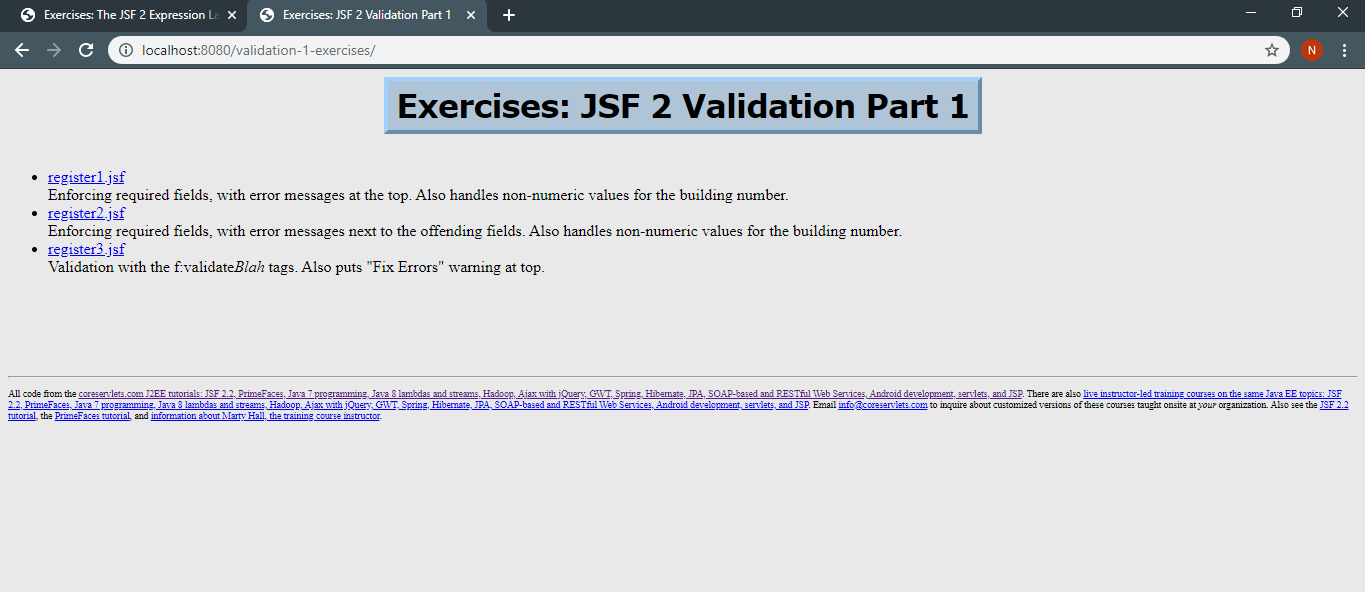 Exercises: The JSF 2 Expression La
Exercises: JSF 2 Validation Part 1
localhost:8080/validation-1-exercises/
N
Exercises: JSF 2 Validation Part 1
register1.jsf
Enforcing required fields, with error messages at the top. Also handles non-numeric values for the building number.
register2.jsf
Enforcing required fields, with error messages next to the offending fields. Also handles non-numeric values for the building number.
register3.jsf
Validation with the f:validateBlah tags. Also puts "Fix Errors" warning at top.
All code from the coreservlets.com J2EE tutorials: JSF 2.2, PrimeFaces, Java 7 programming, Java 8 lambdas and streams, Hadoop, Ajax with jQuery, GWT, Spring, Hibernate, JPA, SOAP-based and RESTful Web Services, Android development, servlets, and JSP. There are also live instructor-led training courses on the same Java EE topics: JSF
2.2, PrimeFaces, Java 7 programming, Java 8 lambdas and streams, Hadoop, Ajax with jQuery, GWT, Spring, Hibernate, JPA, SOAP-based and RESTful Web Services, Android development, servlets, and JSP. Email info@coreservlets.com to inquire about customized versions of these courses taught onsite at your organization. Also see the JSF 2.2
tutorial, the PrimeFaces tutorial, and information about Marty Hall, the training course instructor.